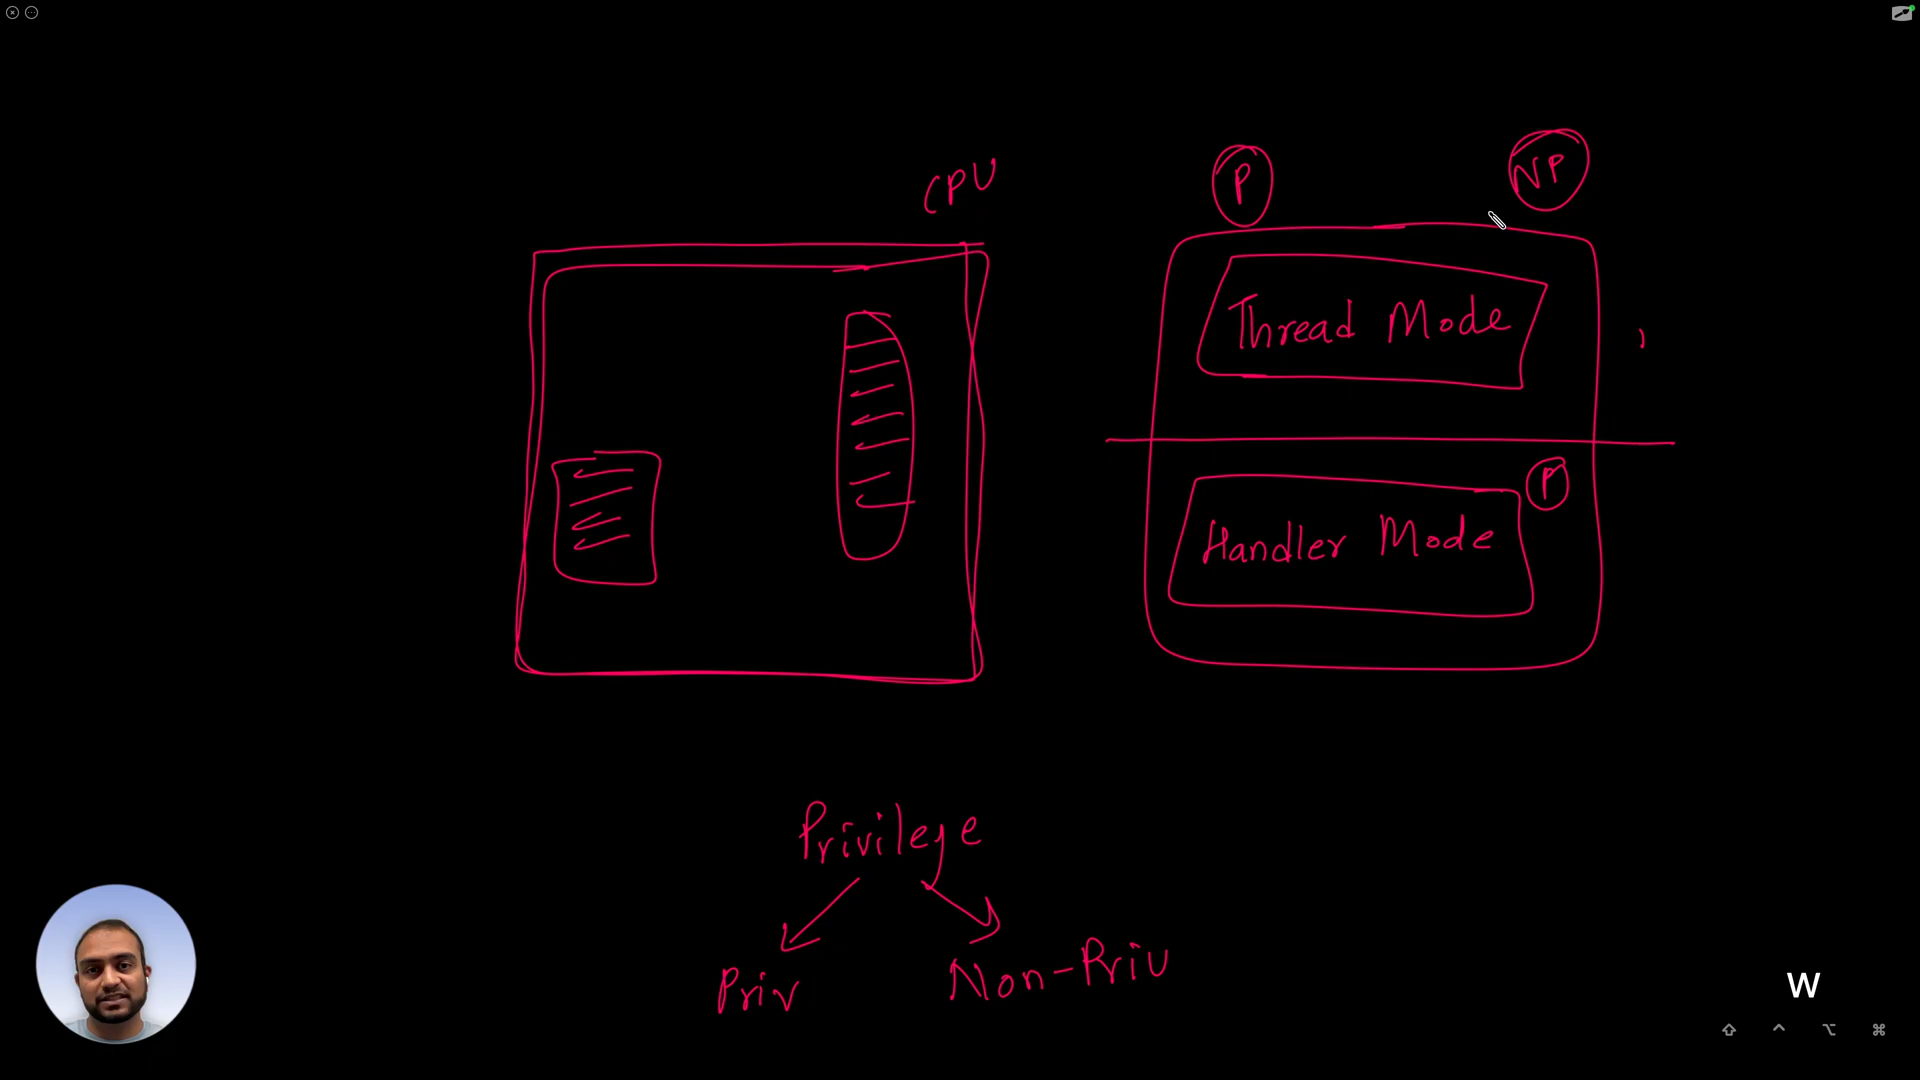 CPU
P
NP
Thread Mode
P
Handler Mode
Privilege
Priv
Non-Priv
W